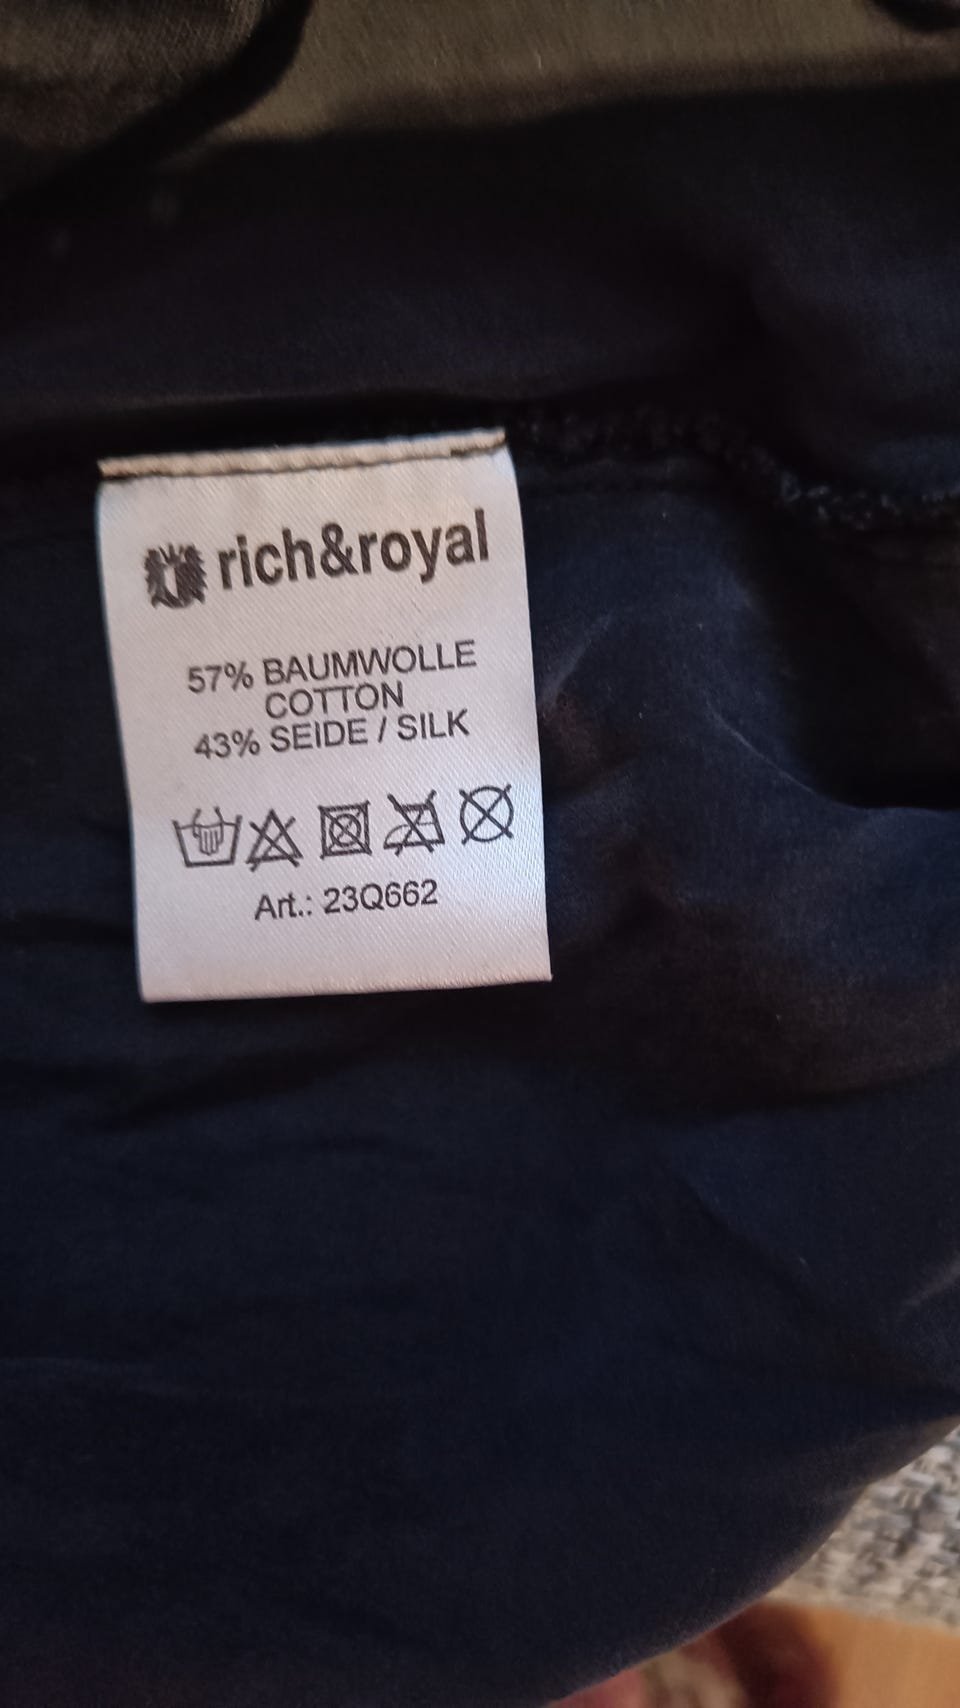 rich&royal
57% BAUMWOLLE
COTTON
43% SEIDE / SILK
Art.: 23Q662